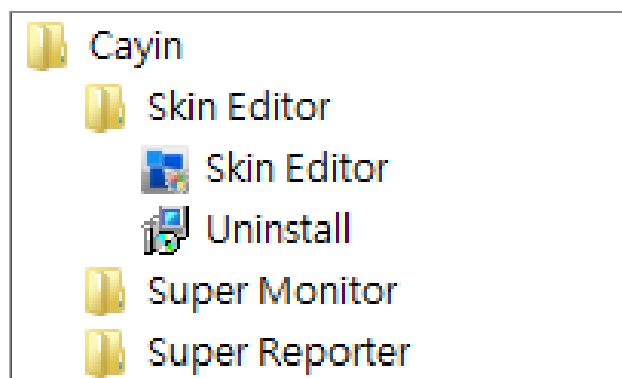 Cayin
Skin Editor
Skin Editor
Uninstall
Super Monitor
Super Reporter